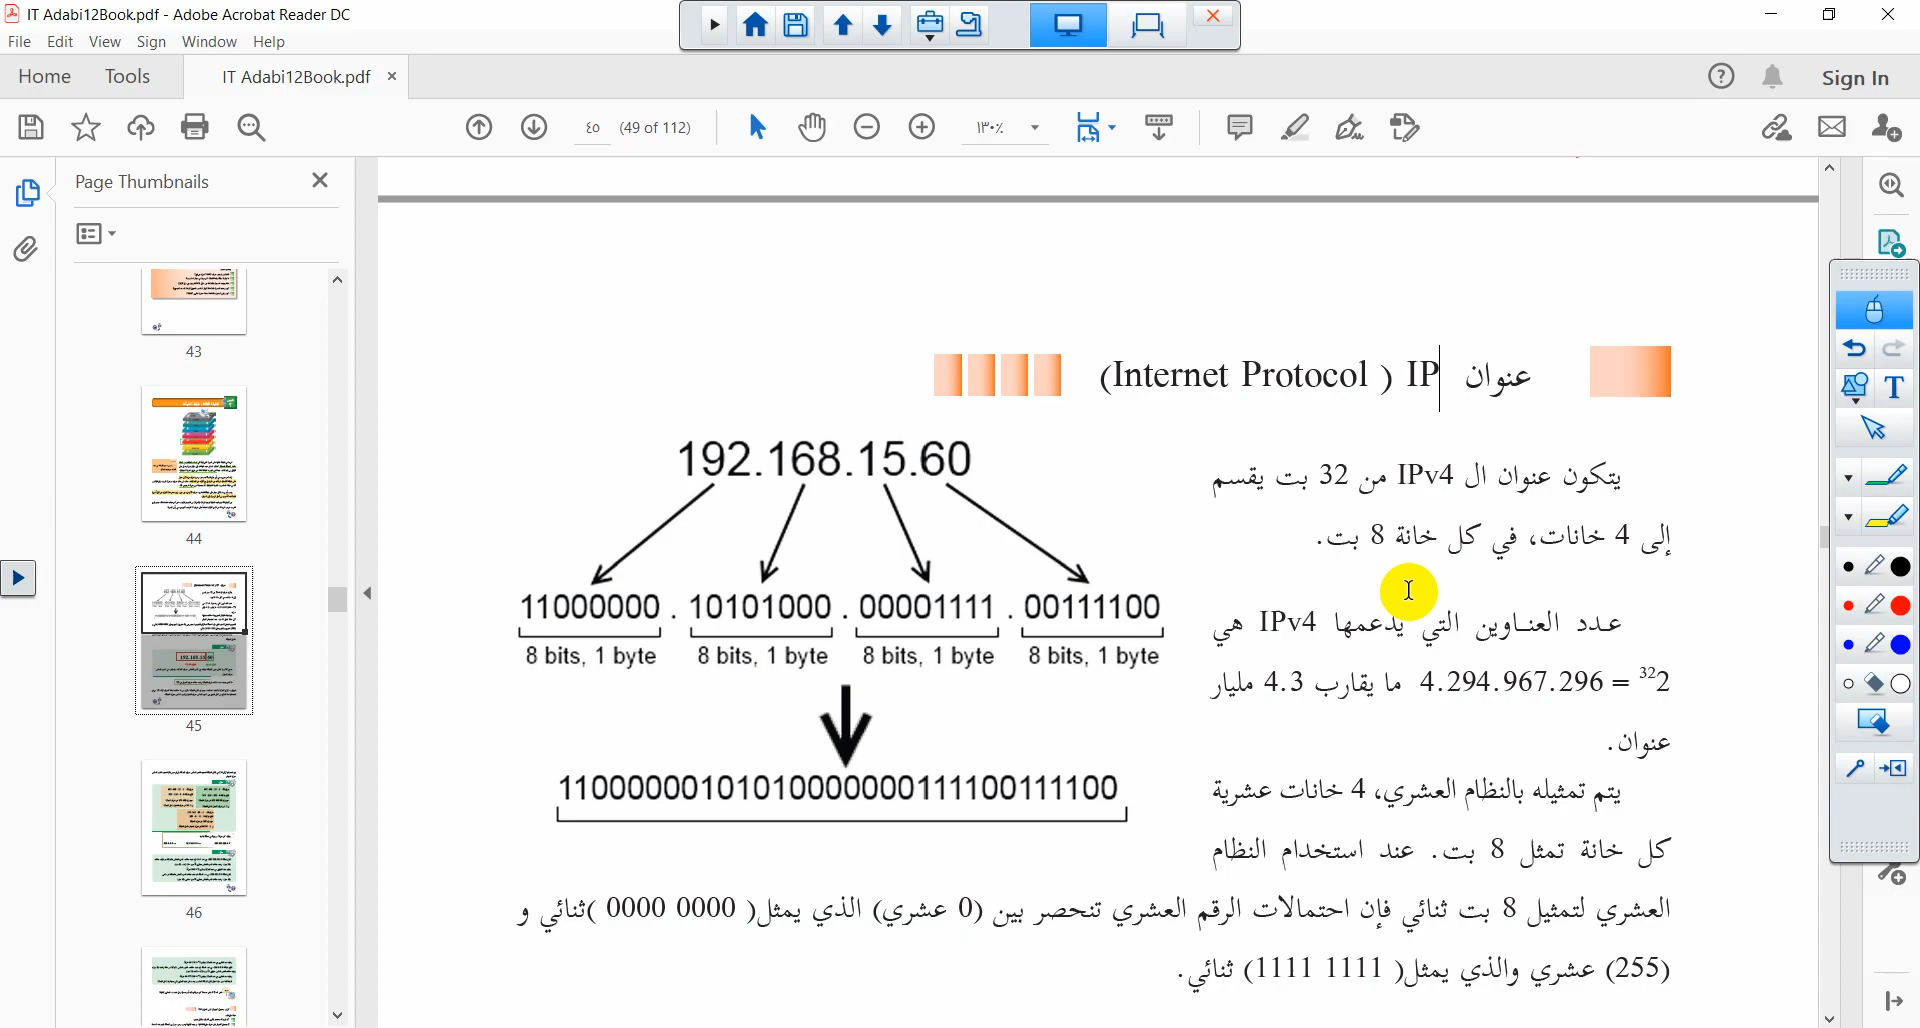 IT Adabi12Book.pdf - Adobe Acrobat Reader DC
File Edit View Sign Window Help
Home Tools IT Adabi12Book.pdf
Sign In
٤٥ (49 of 112) ١٣٠٪
Page Thumbnails
43
44
45
46
عنوان IP ( Internet Protocol)
192.168.15.60
11000000 . 10101000 . 00001111 . 00111100
8 bits, 1 byte 8 bits, 1 byte 8 bits, 1 byte 8 bits, 1 byte
11000000101010000000111100111100
يتكون عنوان ال IPv4 من 32 بت يقسم
إلى 4 خانات، في كل خانة 8 بت.
عـدد العنـاوين التي يدعمها IPv4 هي
2³² = 4.294.967.296 ما يقارب 4.3 مليار
عنوان.
يتم تمثيله بالنظام العشري، 4 خانات عشرية
كل خانة تمثل 8 بت. عند استخدام النظام
العشري لتمثيل 8 بت ثنائي فإن احتمالات الرقم العشري تنحصر بين (0 عشري) الذي يمثل( 0000 0000 )ثنائي و
(255) عشري والذي يمثل( 1111 1111) ثنائي.